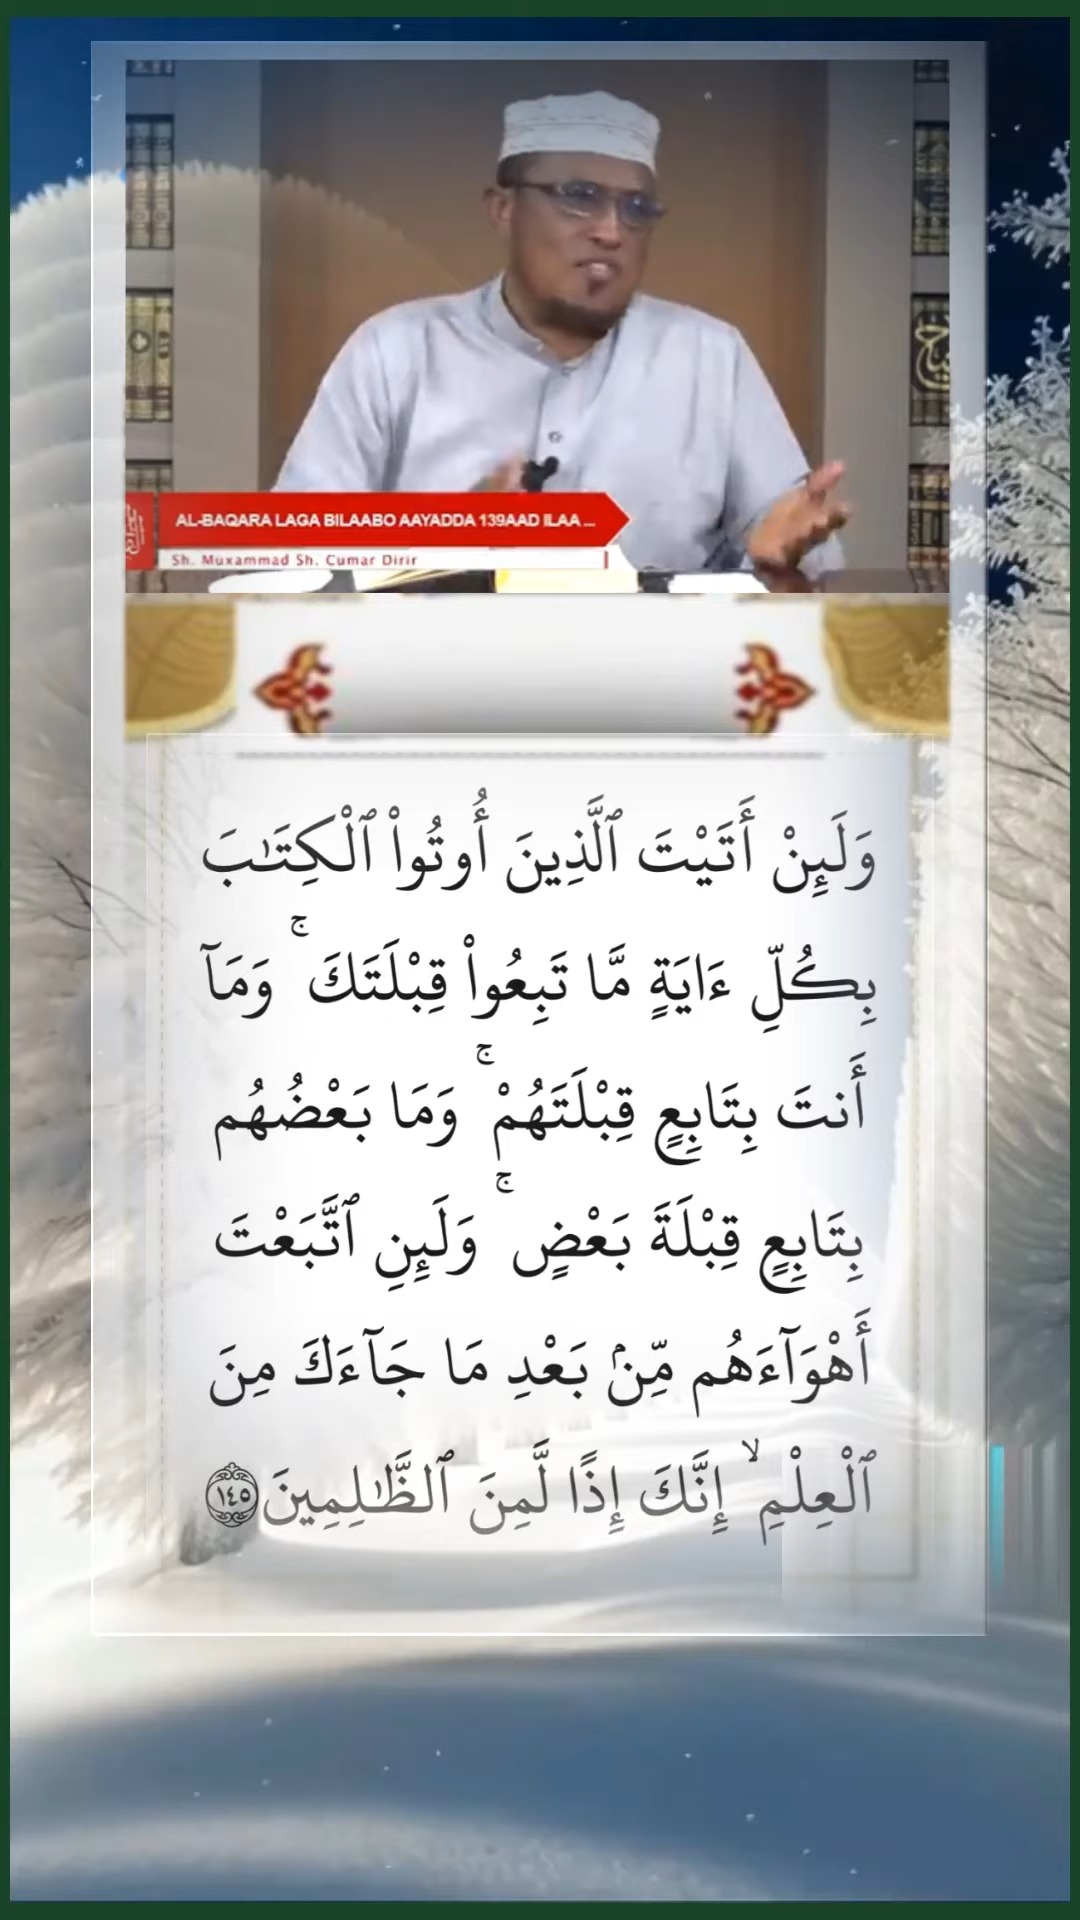 AL-BAQARA LAGA BILAABO AAYADDA 139AAD ILAA ...
Sh. Muxammad Sh. Cumar Dirir
وَلَئِنْ أَتَيْتَ ٱلَّذِينَ أُوتُوا۟ ٱلْكِتَـٰبَ
بِكُلِّ ءَايَةٍ مَّا تَبِعُوا۟ قِبْلَتَكَ ۚ وَمَآ
أَنتَ بِتَابِعٍ قِبْلَتَهُمْ ۚ وَمَا بَعْضُهُم
بِتَابِعٍ قِبْلَةَ بَعْضٍ ۚ وَلَئِنِ ٱتَّبَعْتَ
أَهْوَآءَهُم مِّنۢ بَعْدِ مَا جَآءَكَ مِنَ
ٱلْعِلْمِ ۙ إِنَّكَ إِذًا لَّمِنَ ٱلظَّـٰلِمِينَ ١٤٥